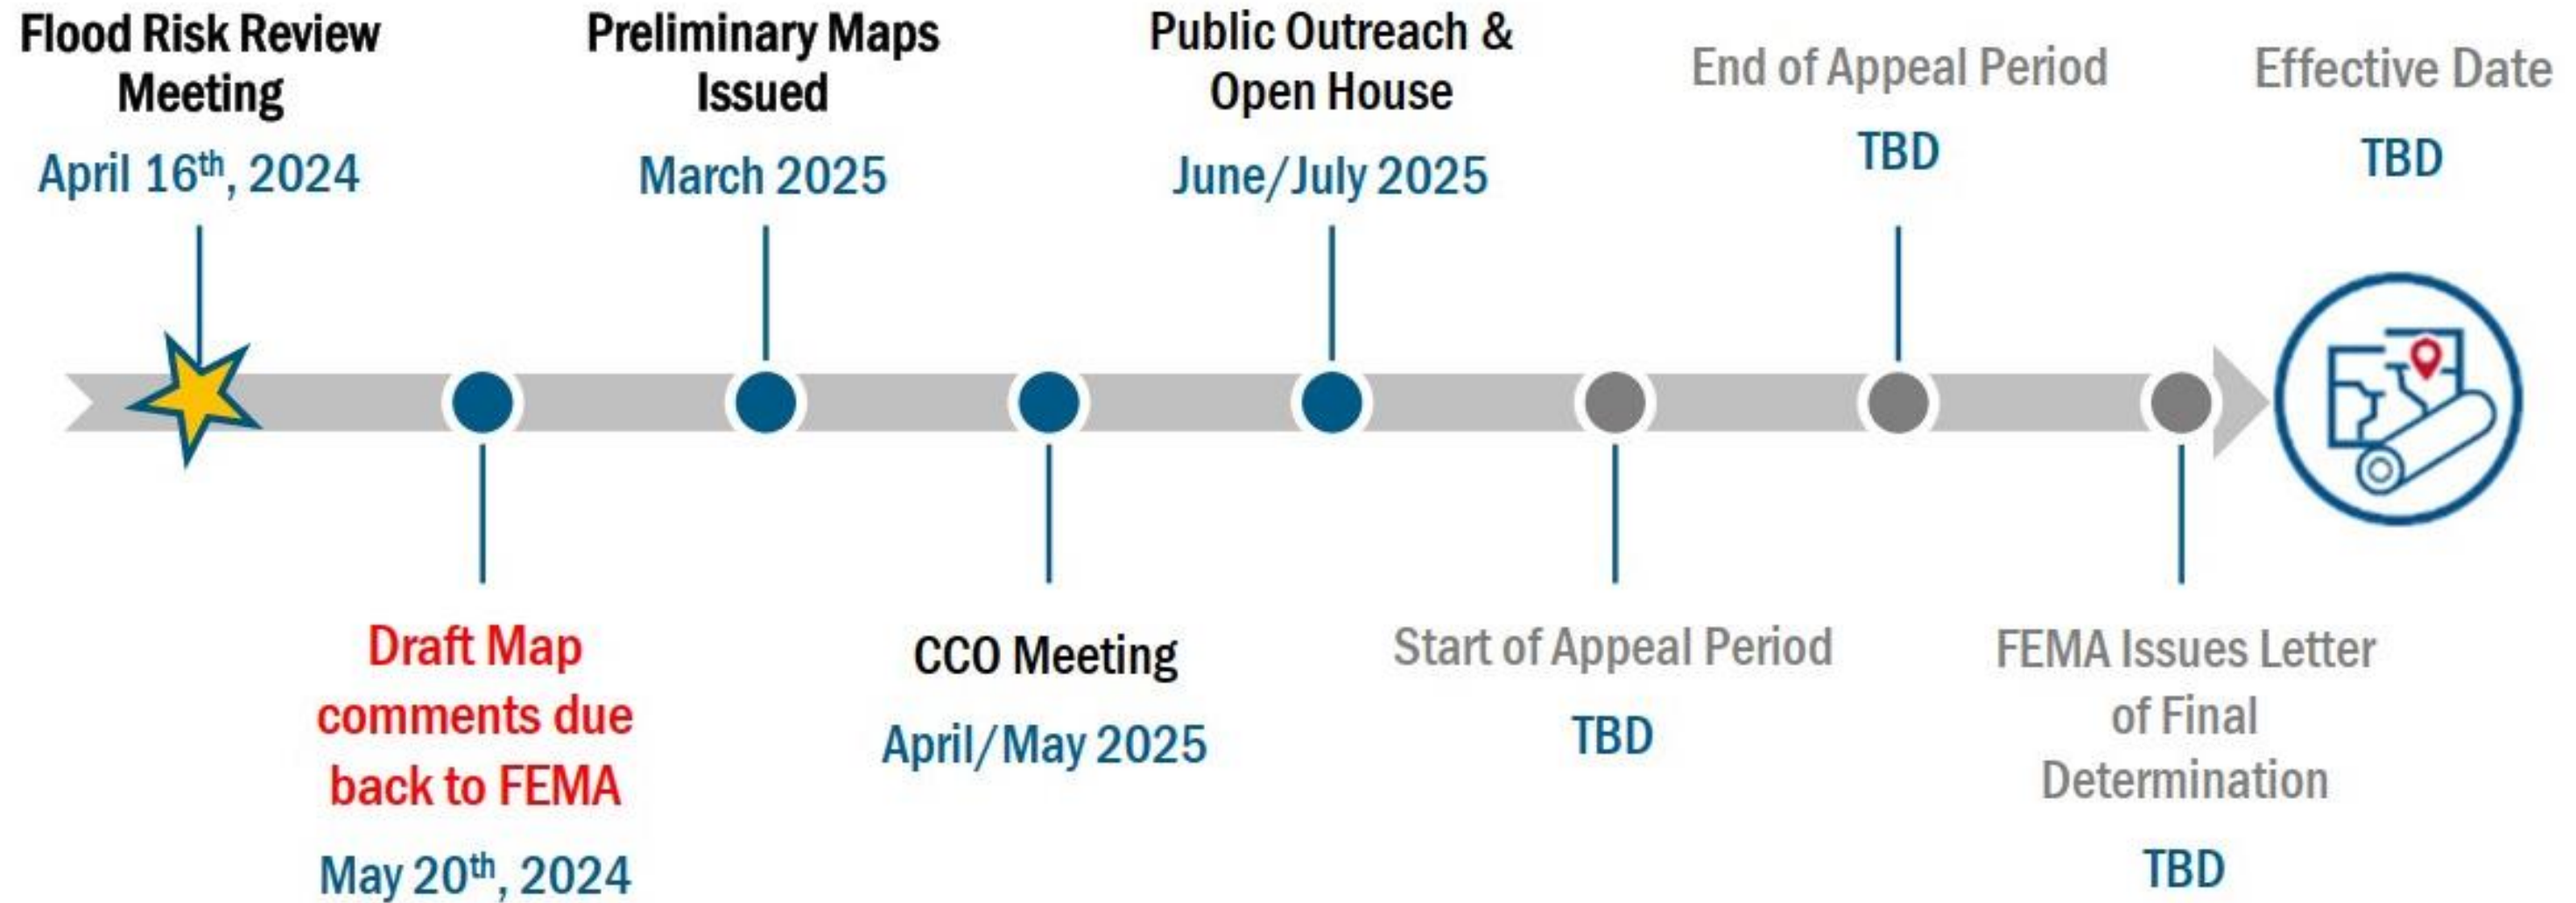 Flood Risk Review
Meeting
April 16th, 2024
Preliminary Maps
Issued
March 2025
Public Outreach &
Open House
June/July 2025
End of Appeal Period
TBD
Effective Date
TBD
Draft Map
comments due
back to FEMA
May 20th, 2024
CCO Meeting
April/May 2025
Start of Appeal Period
TBD
FEMA Issues Letter
of Final
Determination
TBD